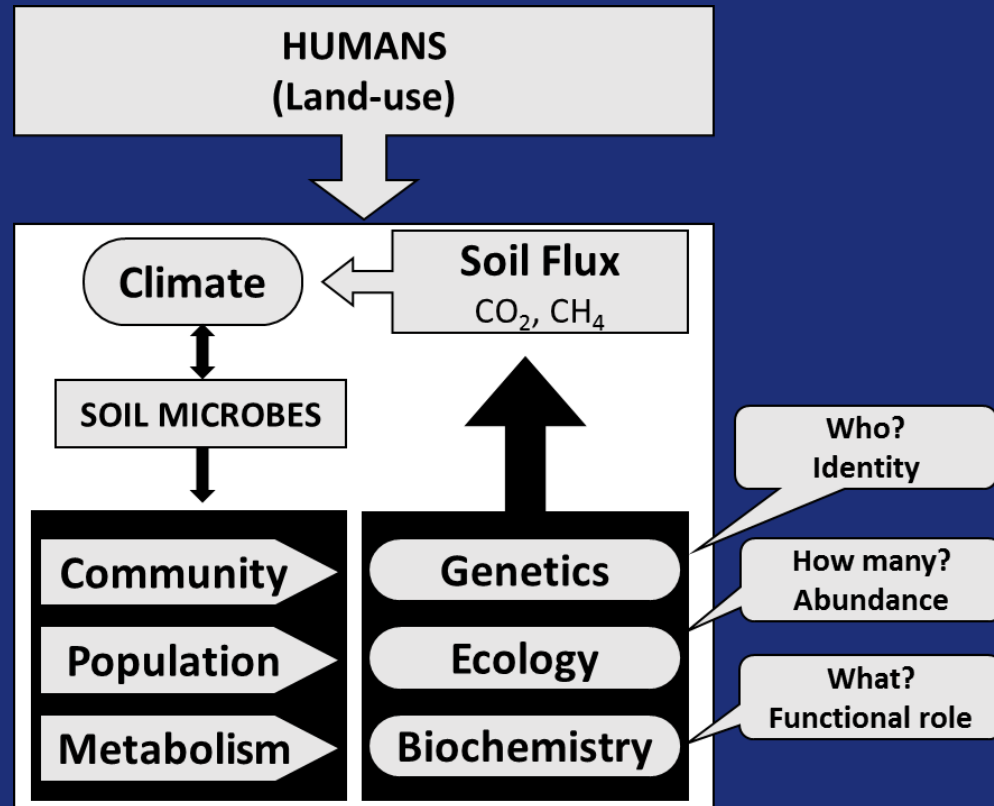 HUMANS
(Land-use)
Climate
Soil Flux
CO₂, CH₄
SOIL MICROBES
Community
Population
Metabolism
Genetics
Ecology
Biochemistry
Who?
Identity
How many?
Abundance
What?
Functional role